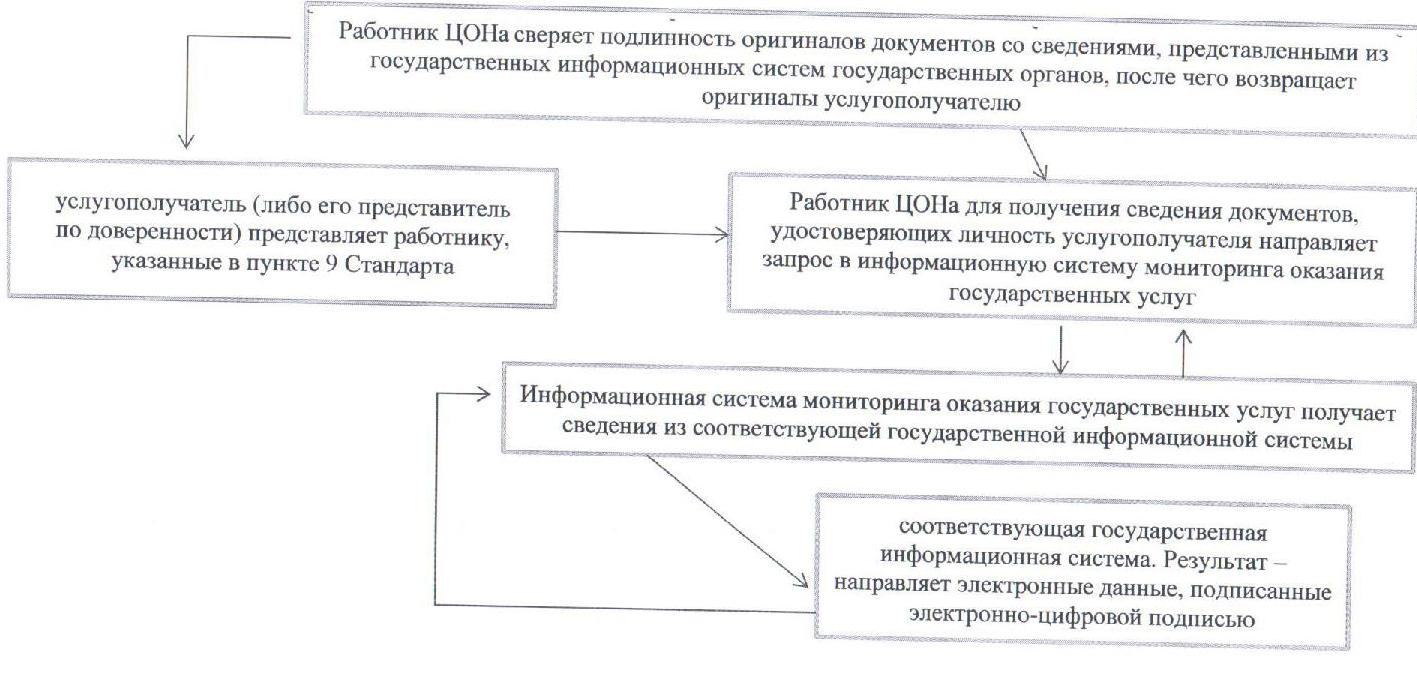 Работник ЦОНа сверяет подлинность оригиналов документов со сведениями, представленными из
государственных информационных систем государственных органов, после чего возвращает
оригиналы услугополучателю
услугополучатель (либо его представитель
по доверенности) представляет работнику,
указанные в пункте 9 Стандарта
Работник ЦОНа для получения сведения документов,
удостоверяющих личность услугополучателя направляет
запрос в информационную систему мониторинга оказания
государственных услуг
Информационная система мониторинга оказания государственных услуг получает
сведения из соответствующей государственной информационной системы
соответствующая государственная
информационная система. Результат –
направляет электронные данные, подписанные
электронно-цифровой подписью